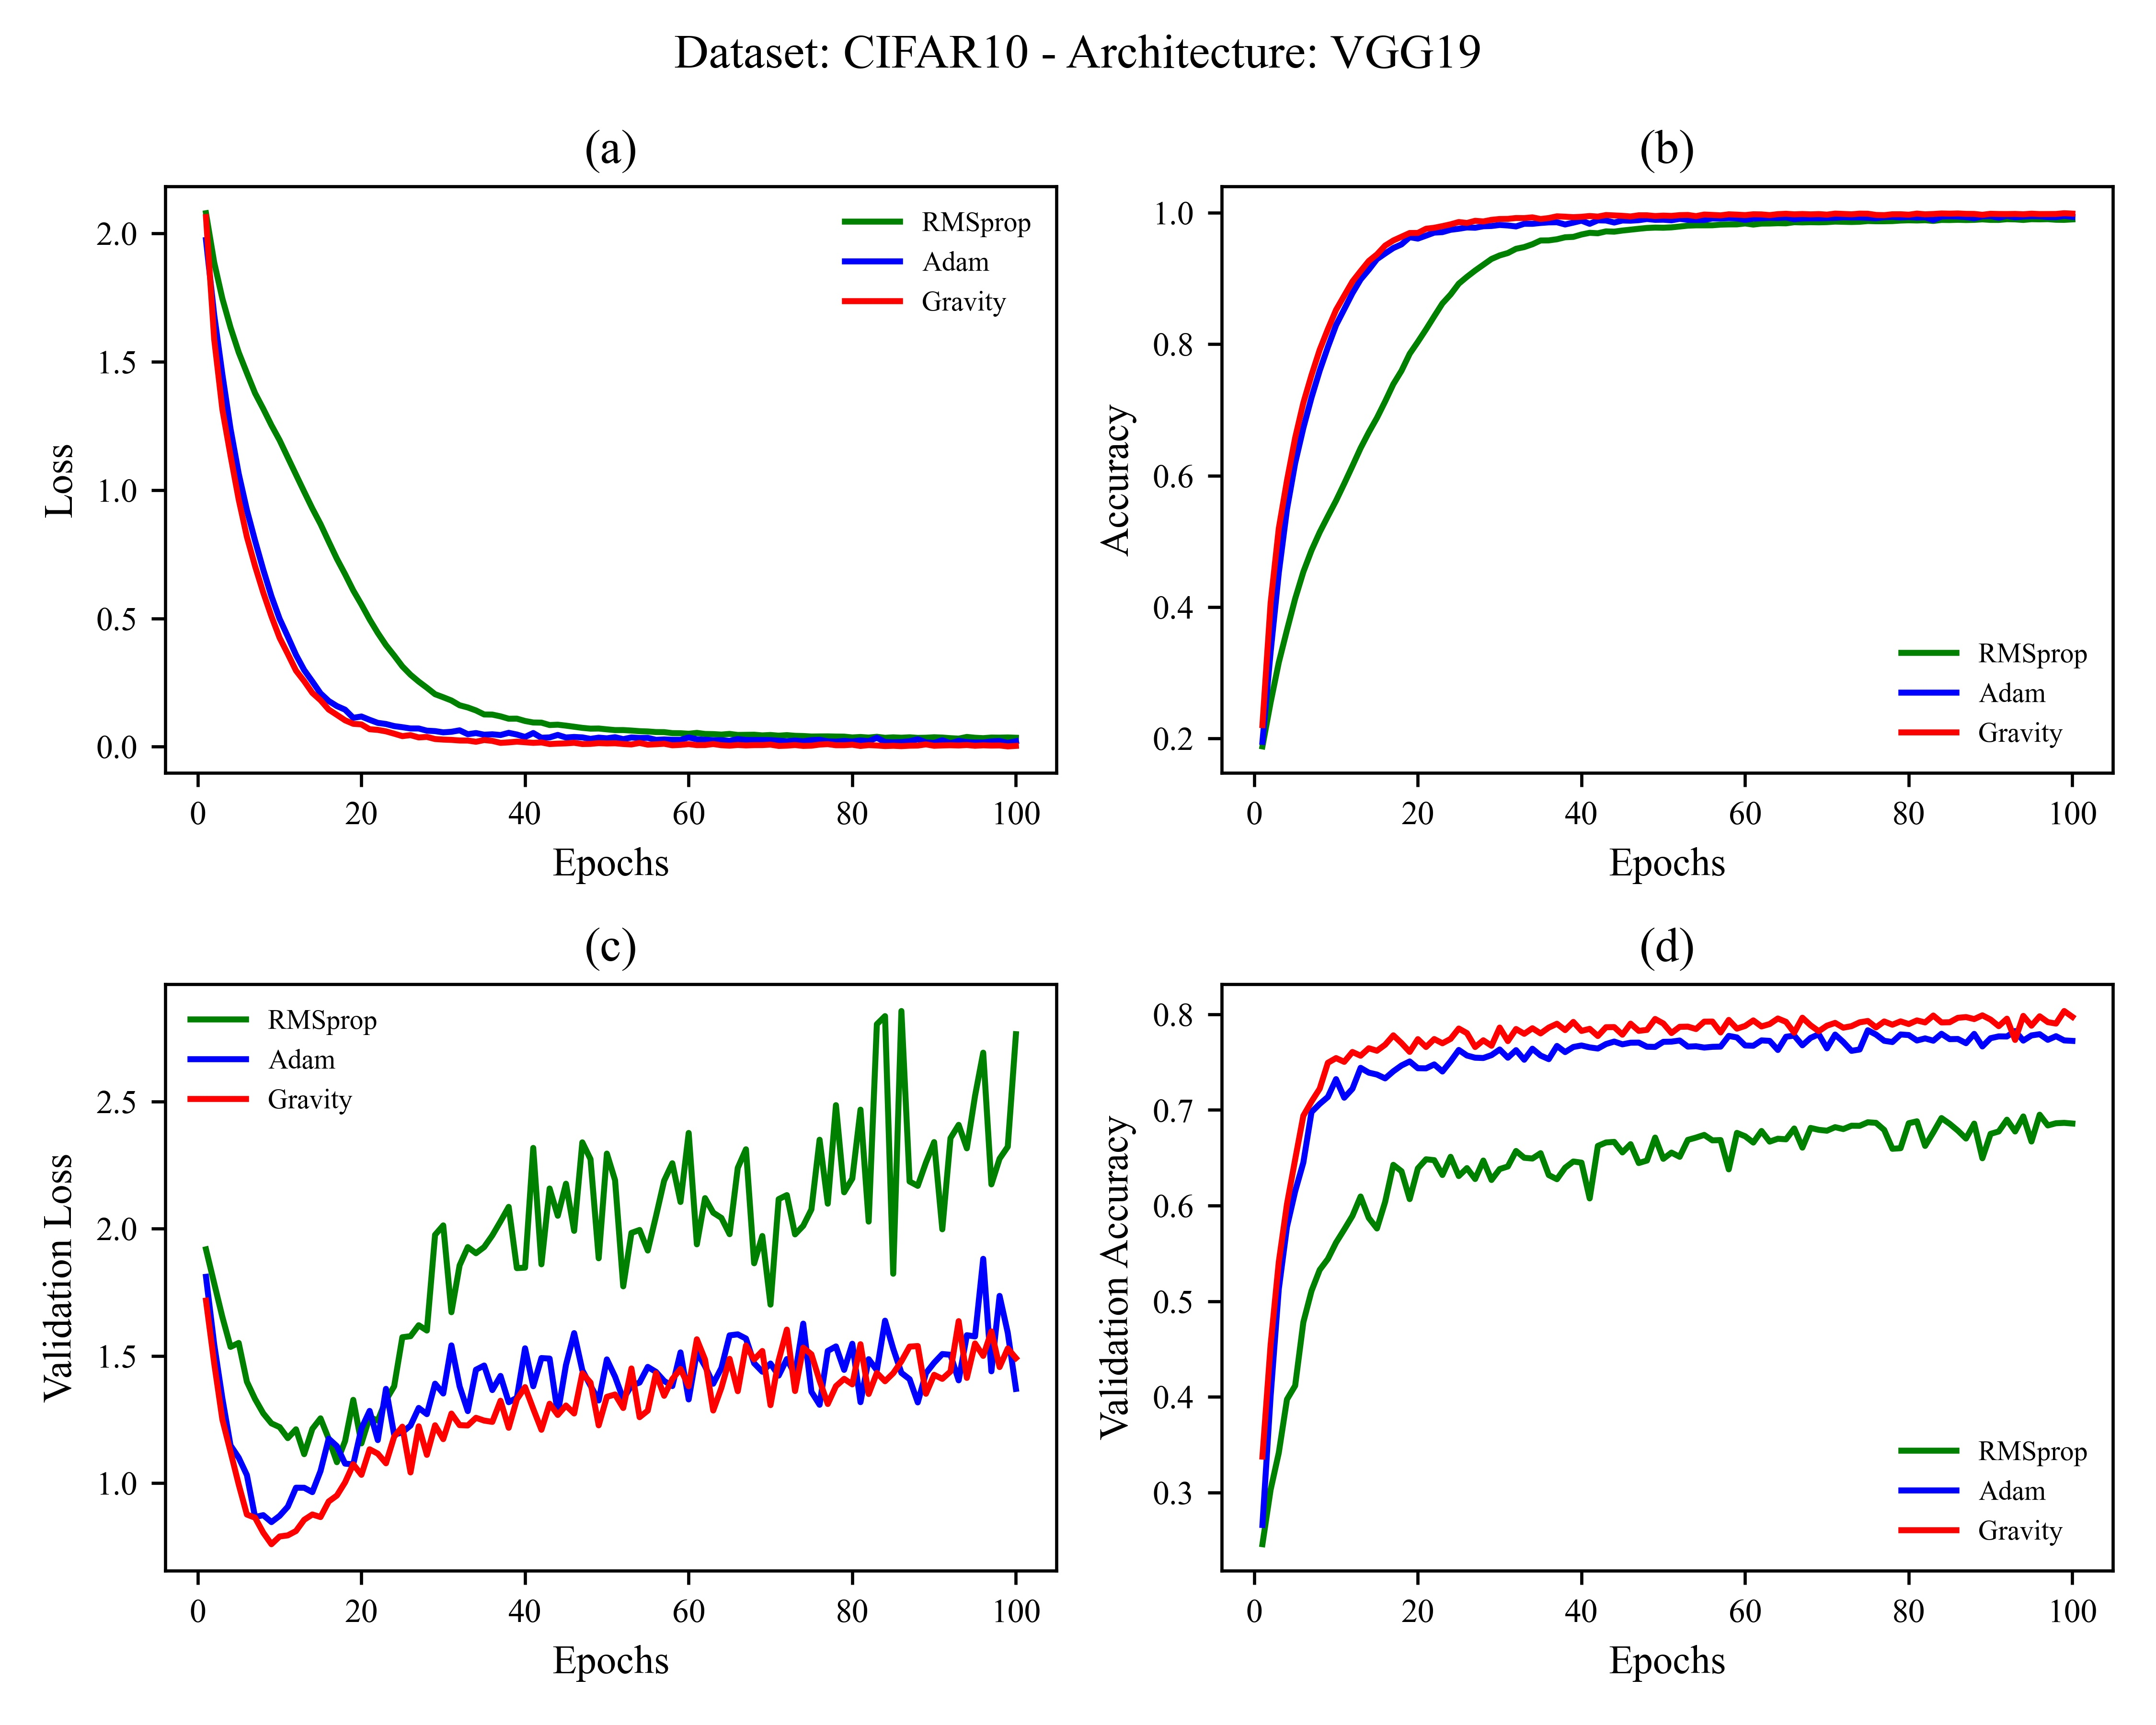 Dataset: CIFAR10 - Architecture: VGG19
(a)
Loss
2.0
1.5
1.0
0.5
0.0
RMSprop
Adam
Gravity
0 20 40 60 80 100
Epochs
(b)
Accuracy
1.0
0.8
0.6
0.4
0.2
RMSprop
Adam
Gravity
0 20 40 60 80 100
Epochs
(c)
Validation Loss
2.5
2.0
1.5
1.0
RMSprop
Adam
Gravity
0 20 40 60 80 100
Epochs
(d)
Validation Accuracy
0.8
0.7
0.6
0.5
0.4
0.3
RMSprop
Adam
Gravity
0 20 40 60 80 100
Epochs